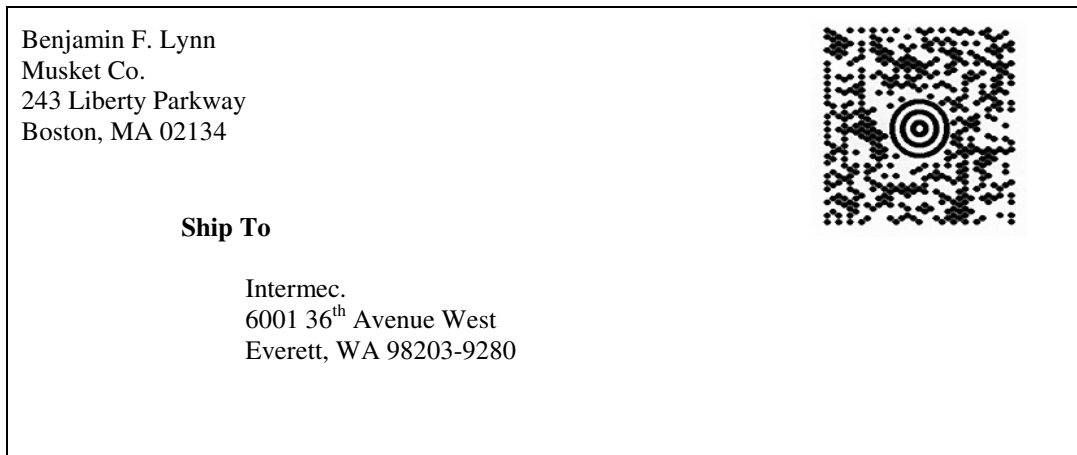 Benjamin F. Lynn
Musket Co.
243 Liberty Parkway
Boston, MA 02134
Ship To
Intermec.
6001 36th Avenue West
Everett, WA 98203-9280